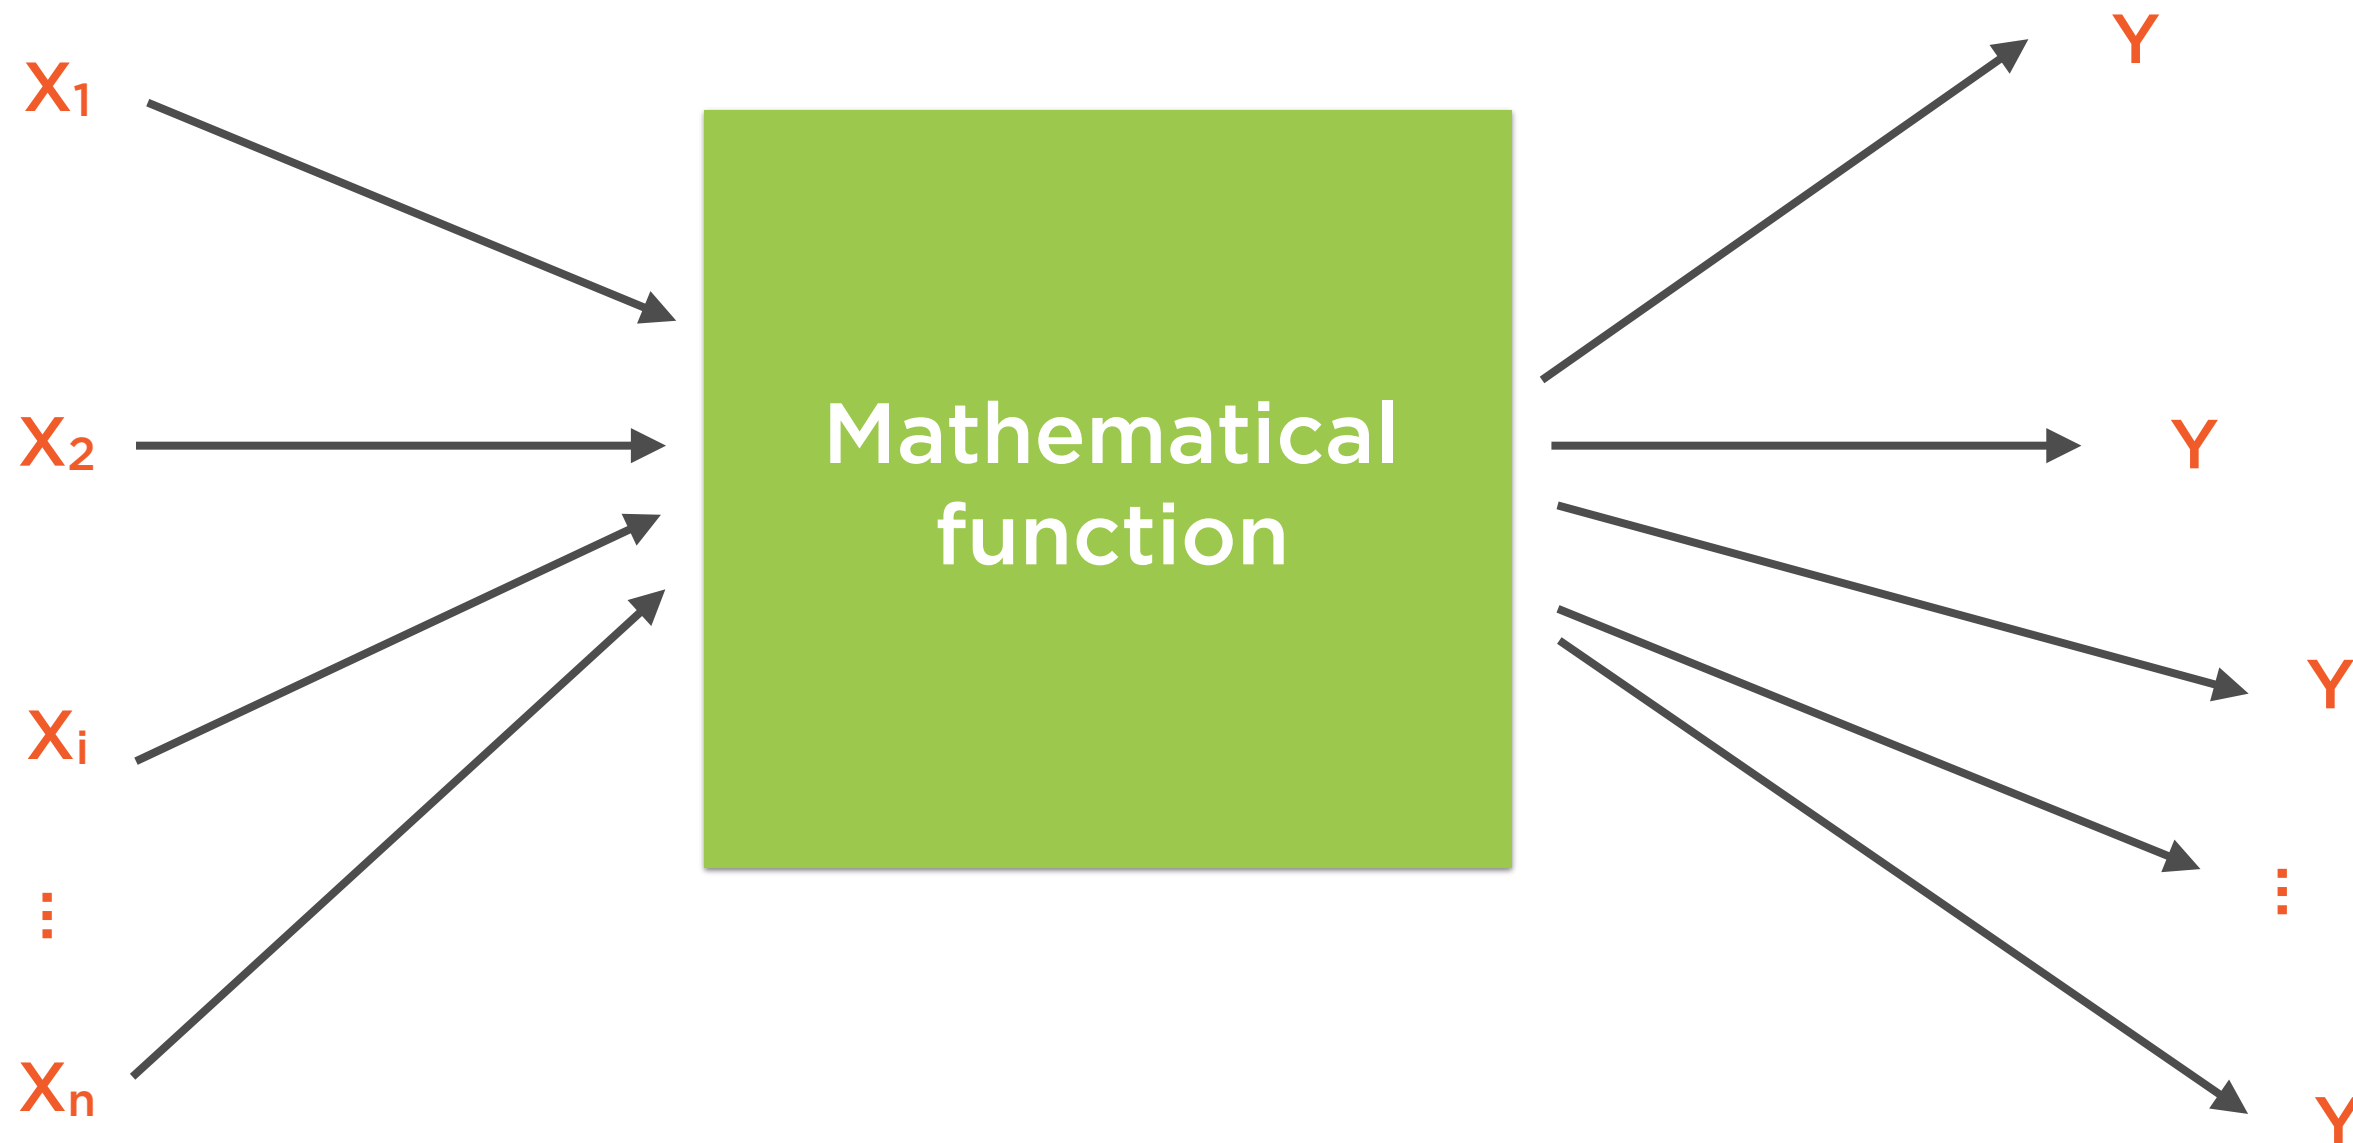 X₁
X₂
Xᵢ
⋮
Xₙ
Mathematical
function
Y
Y
Y
⋮
Y